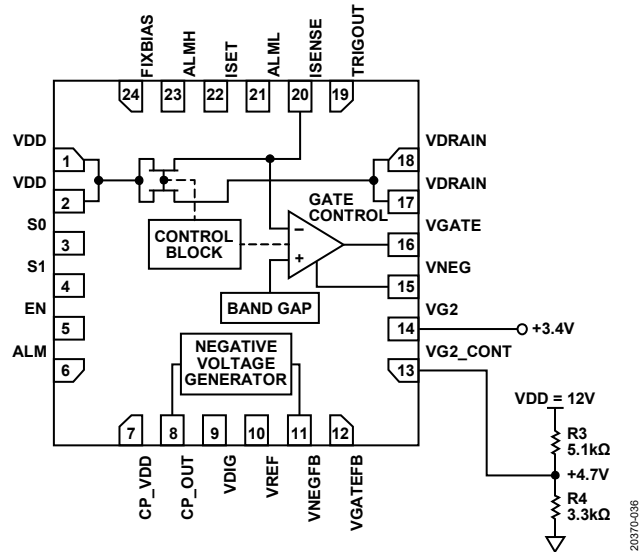 FIXBIAS
ALMH
ISET
ALML
ISENSE
TRIGOUT
24
23
22
21
20
19
VDD
1
VDD
2
S0
3
S1
4
EN
5
ALM
6
VDRAIN
18
VDRAIN
17
VGATE
16
VNEG
15
VG2
14
+3.4V
VG2_CONT
13
GATE
CONTROL
CONTROL
BLOCK
−
+
BAND GAP
NEGATIVE
VOLTAGE
GENERATOR
VDD = 12V
R3
5.1kΩ
+4.7V
R4
3.3kΩ
7
8
9
10
11
12
CP_VDD
CP_OUT
VDIG
VREF
VNEGFB
VGATEFB
20370-036